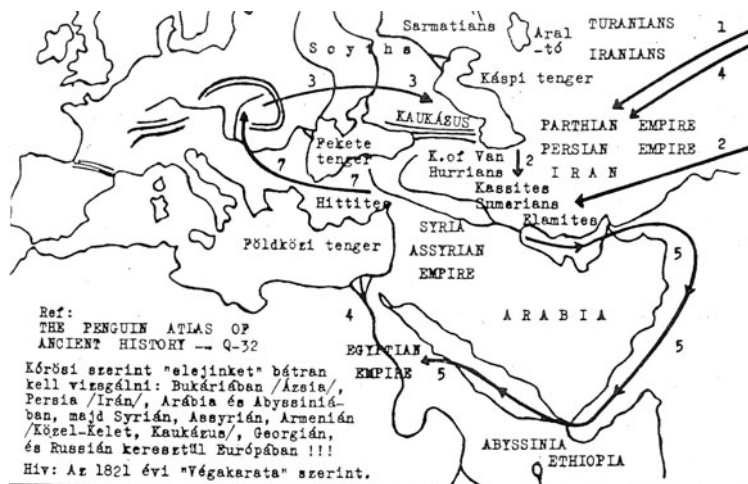 Sarmatians
Aral
-tó
TURANIANS
1
Scyths
IRANIANS
3
3
Káspi tenger
4
KAUKÁZUS
PARTHIAN EMPIRE
Fekete
tenger
K.of Van
Hurrians
2
PERSIAN EMPIRE
2
IRAN
7
7
Kassites
Sumerians
Hittites
Elamites
SYRIA
Földközi tenger
ASSYRIAN
EMPIRE
5
ARABIA
4
5
EGYPTIAN
EMPIRE
5
ABYSSINIA
ETHIOPIA
Ref:
THE PENGUIN ATLAS OF
ANCIENT HISTORY -- Q-32
Kőrösi szerint "elejinket" bátran
kell vizsgálni: Bukáriában /Ázsia/,
Persia /Irán/, Arábia és Abyssiniá-
ban, majd Syrián, Assyrián, Armenián
/Közel-Kelet, Kaukázus/, Georgián,
és Russián keresztül Európában !!!
Hiv: Az 1821 évi "Végakarata" szerint.